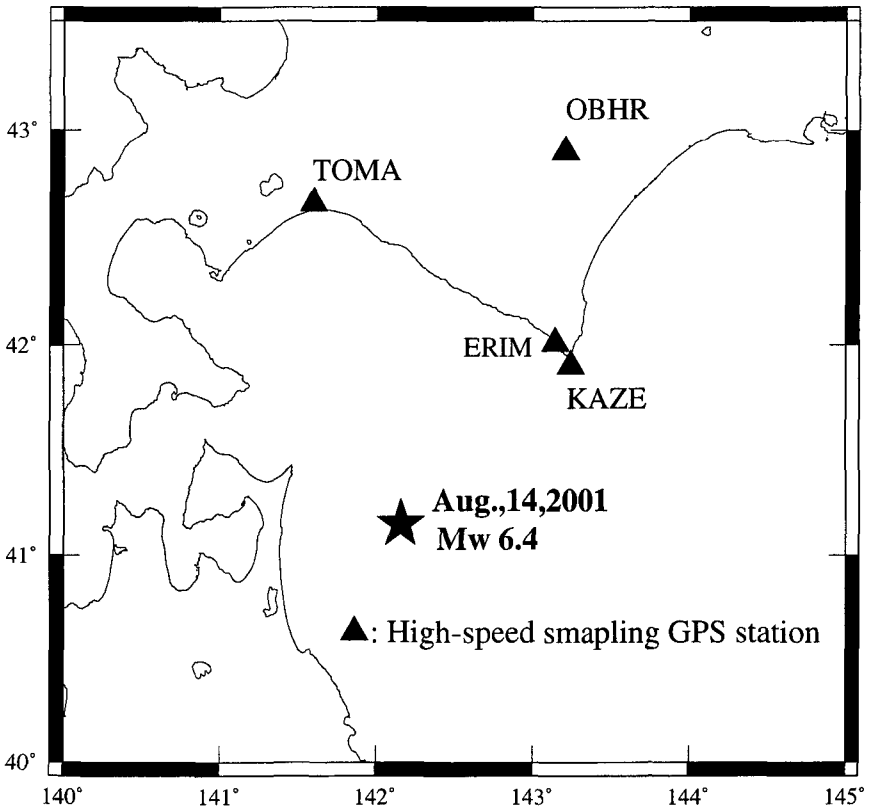 OBHR
43°
TOMA
42°
ERIM
KAZE
Aug.,14,2001
Mw 6.4
41°
▲: High-speed smapling GPS station
40°
140° 141° 142° 143° 144° 145°